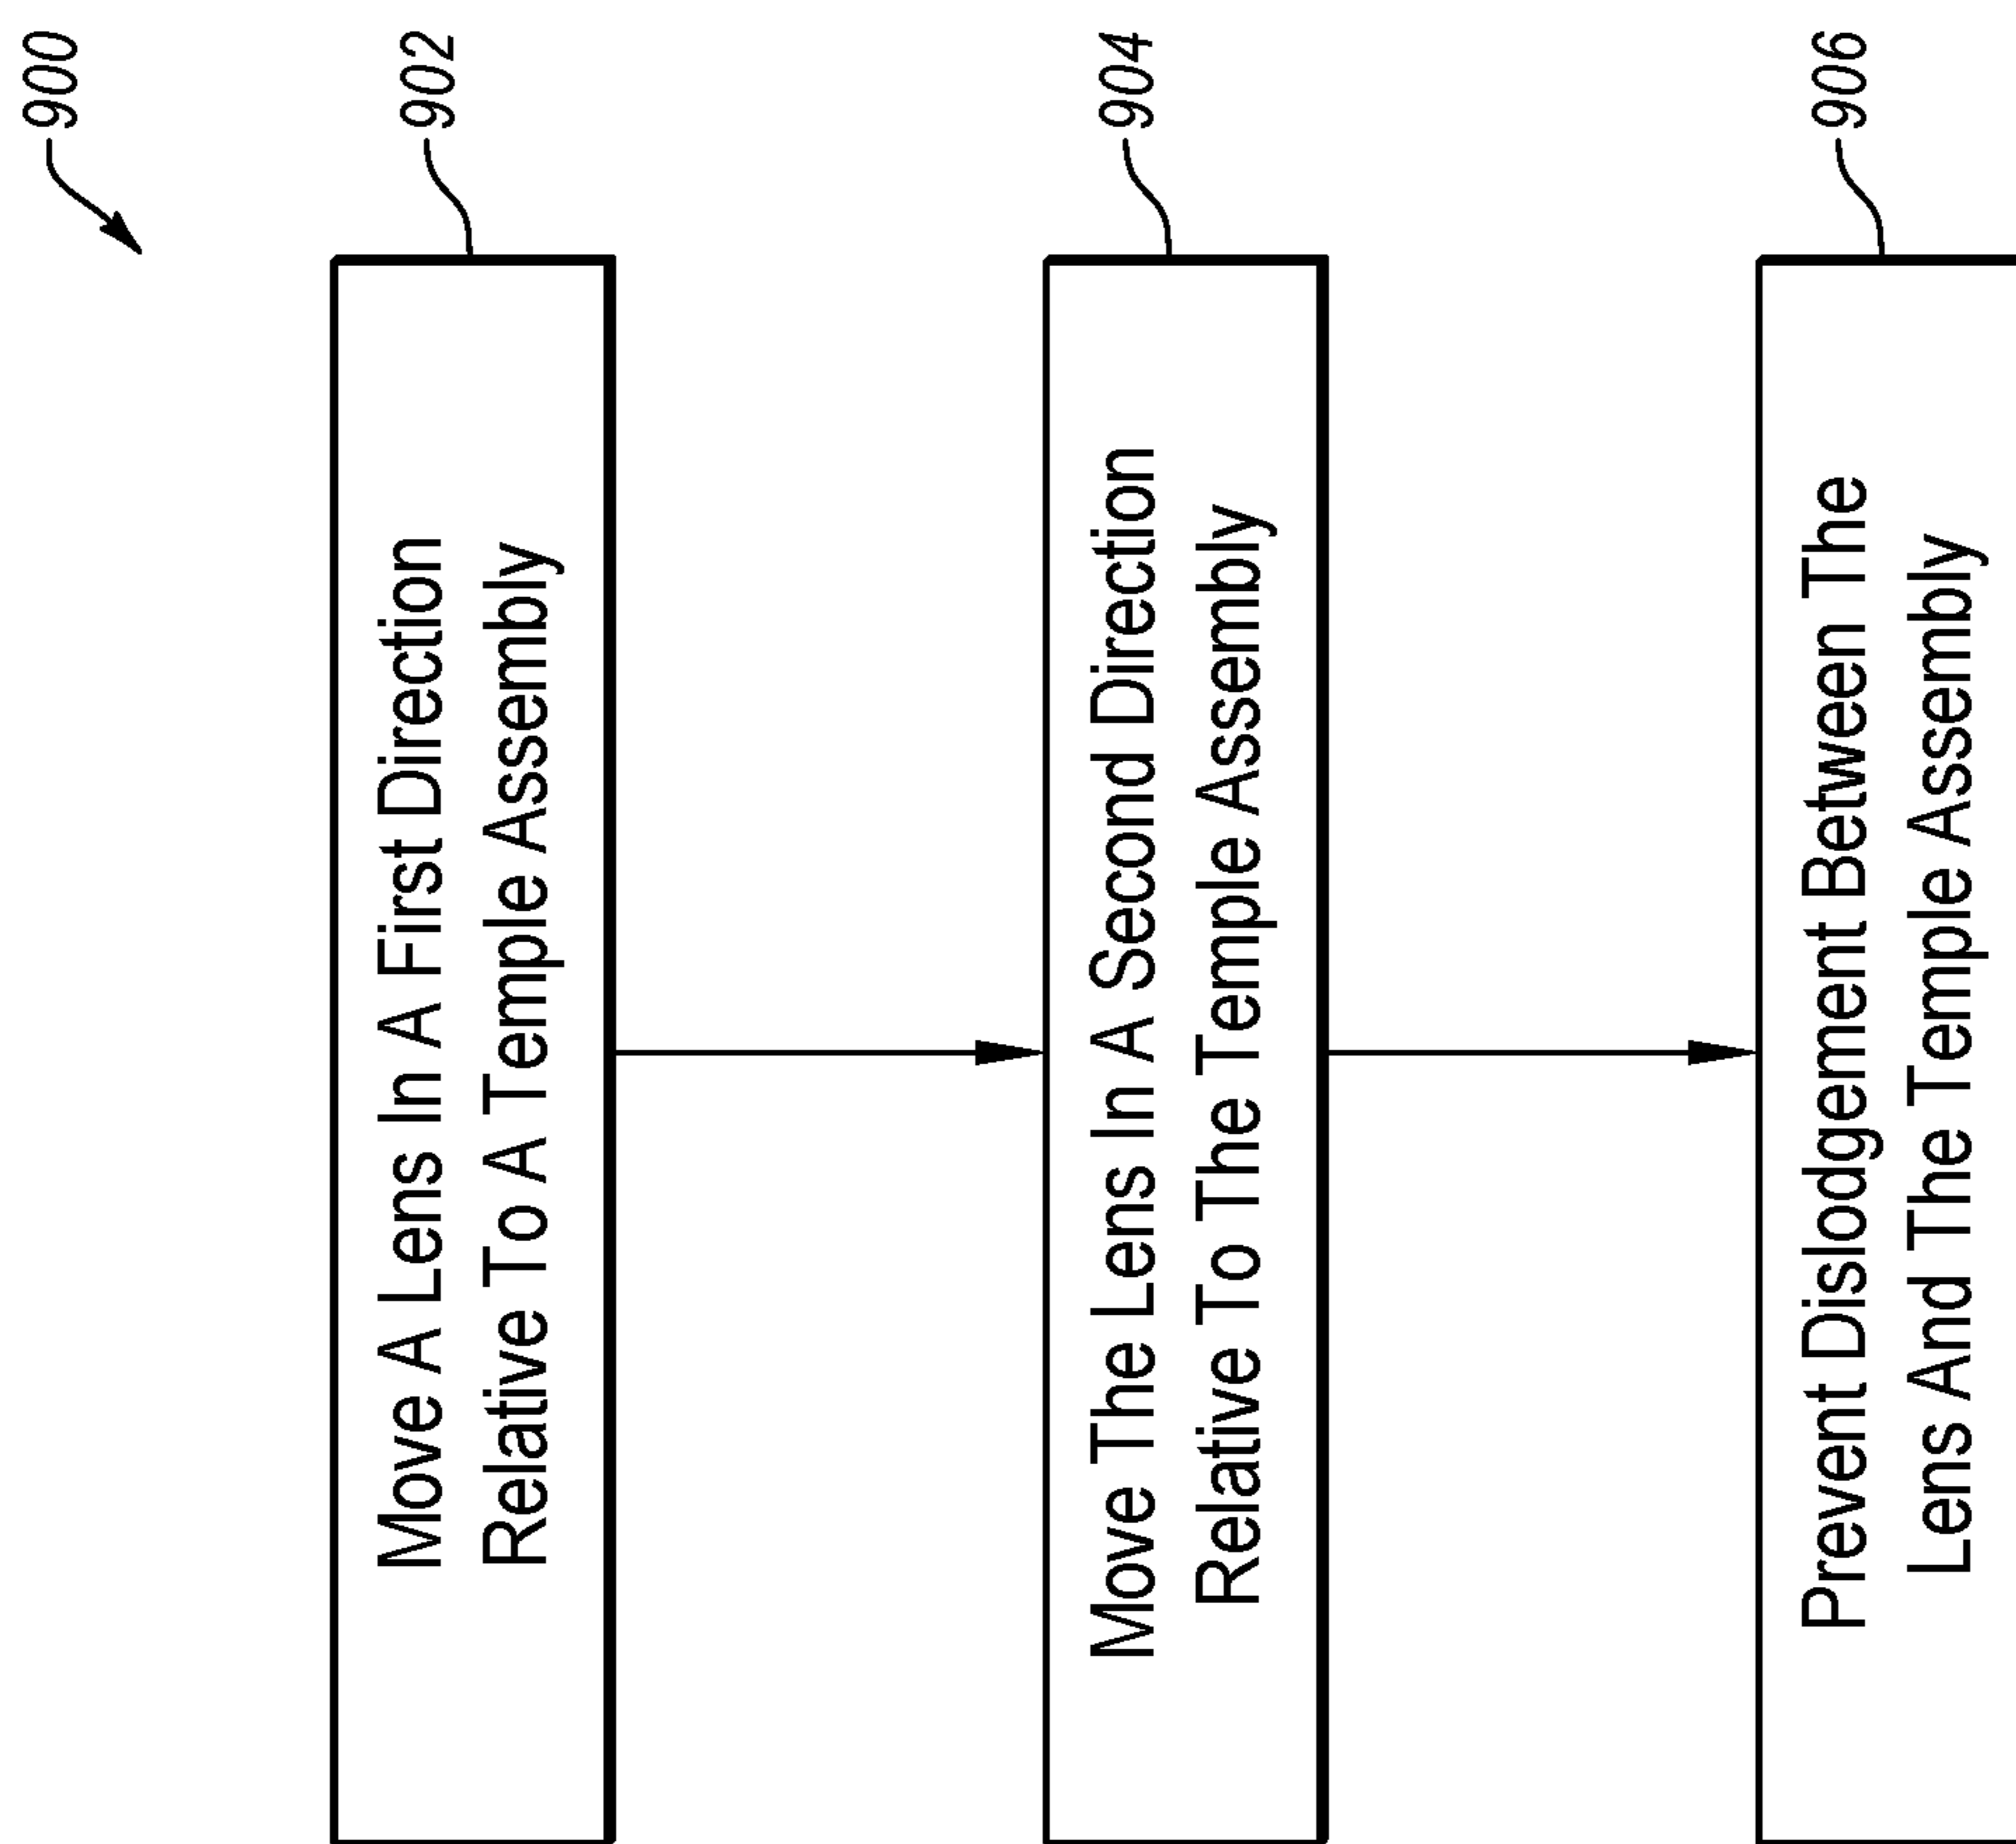 900
902
Move A Lens In A First Direction
Relative To A Temple Assembly
904
Move The Lens In A Second Direction
Relative To The Temple Assembly
906
Prevent Dislodgement Between The
Lens And The Temple Assembly